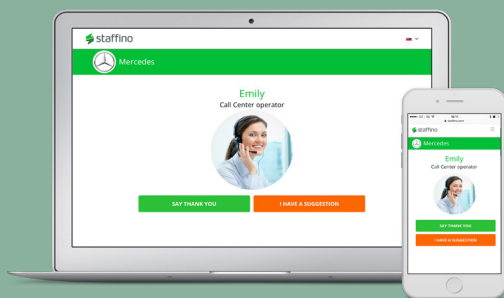 staffino
Mercedes
Emily
Call Center operator
SAY THANK YOU
I HAVE A SUGGESTION
staffino
Mercedes
Emily
Call Center operator
SAY THANK YOU
I HAVE A SUGGESTION